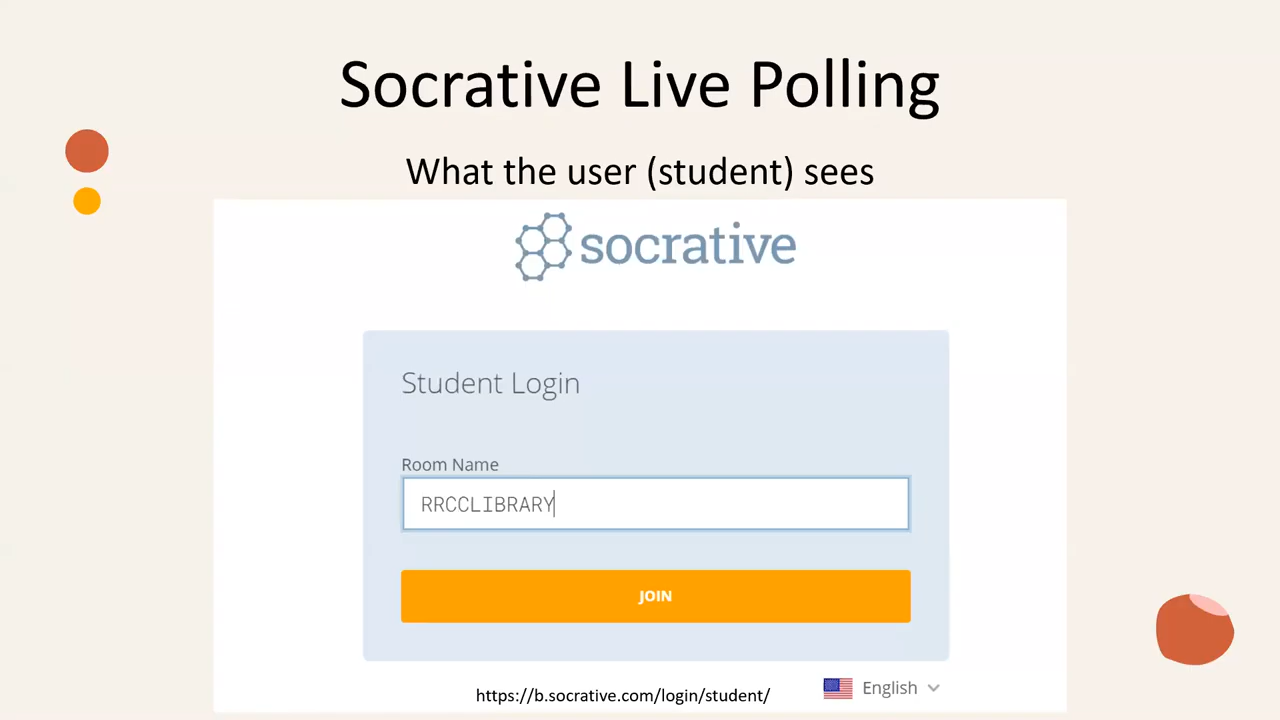 Socrative Live Polling
What the user (student) sees
socrative
Student Login
Room Name
RRCCLIBRARY
JOIN
https://b.socrative.com/login/student/
English